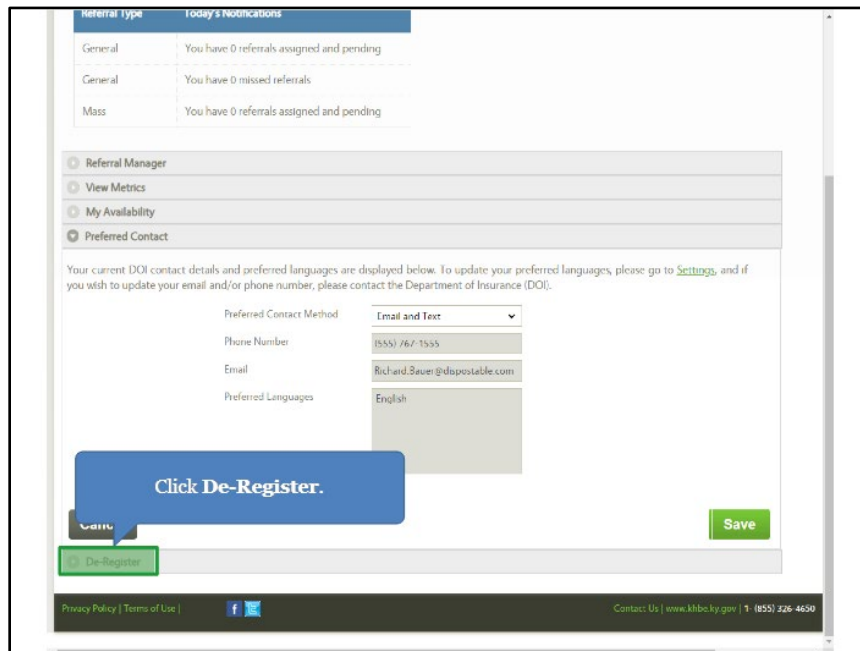 Referral Type Today's Notifications
General You have 0 referrals assigned and pending
General You have 0 missed referrals
Mass You have 0 referrals assigned and pending
Referral Manager
View Metrics
My Availability
Preferred Contact
Your current DOI contact details and preferred languages are displayed below. To update your preferred languages, please go to Settings, and if
you wish to update your email and/or phone number, please contact the Department of Insurance (DOI).
Preferred Contact Method Email and Text
Phone Number (555) 767-1555
Email Richard.Bauer@dispostable.com
Preferred Languages English
Click De-Register.
Save
De-Register
Privacy Policy | Terms of Use | f Contact Us | www.khbe.ky.gov | 1- (855) 326-4650